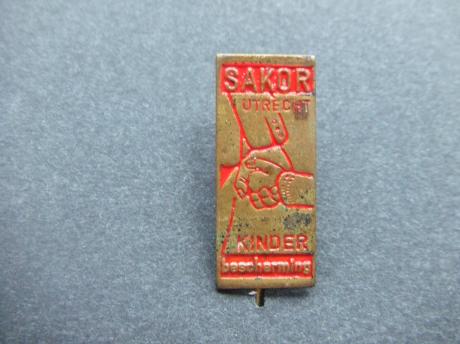 SAKOR
UTRECHT
KINDER
bescherming